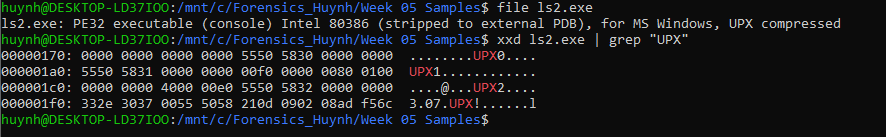 huynh@DESKTOP-LD37IOO:/mnt/c/Forensics_Huynh/Week 05 Samples$ file ls2.exe
ls2.exe: PE32 executable (console) Intel 80386 (stripped to external PDB), for MS Windows, UPX compressed
huynh@DESKTOP-LD37IOO:/mnt/c/Forensics_Huynh/Week 05 Samples$ xxd ls2.exe | grep "UPX"
00000170: 0000 0000 0000 0000 5550 5830 0000 0000  ........UPX0....
000001a0: 5550 5831 0000 0000 00f0 0000 0080 0100  UPX1............
000001c0: 0000 0000 4000 00e0 5550 5832 0000 0000  ....@...UPX2....
000001f0: 332e 3037 0055 5058 210d 0902 08ad f56c  3.07.UPX!......l
huynh@DESKTOP-LD37IOO:/mnt/c/Forensics_Huynh/Week 05 Samples$